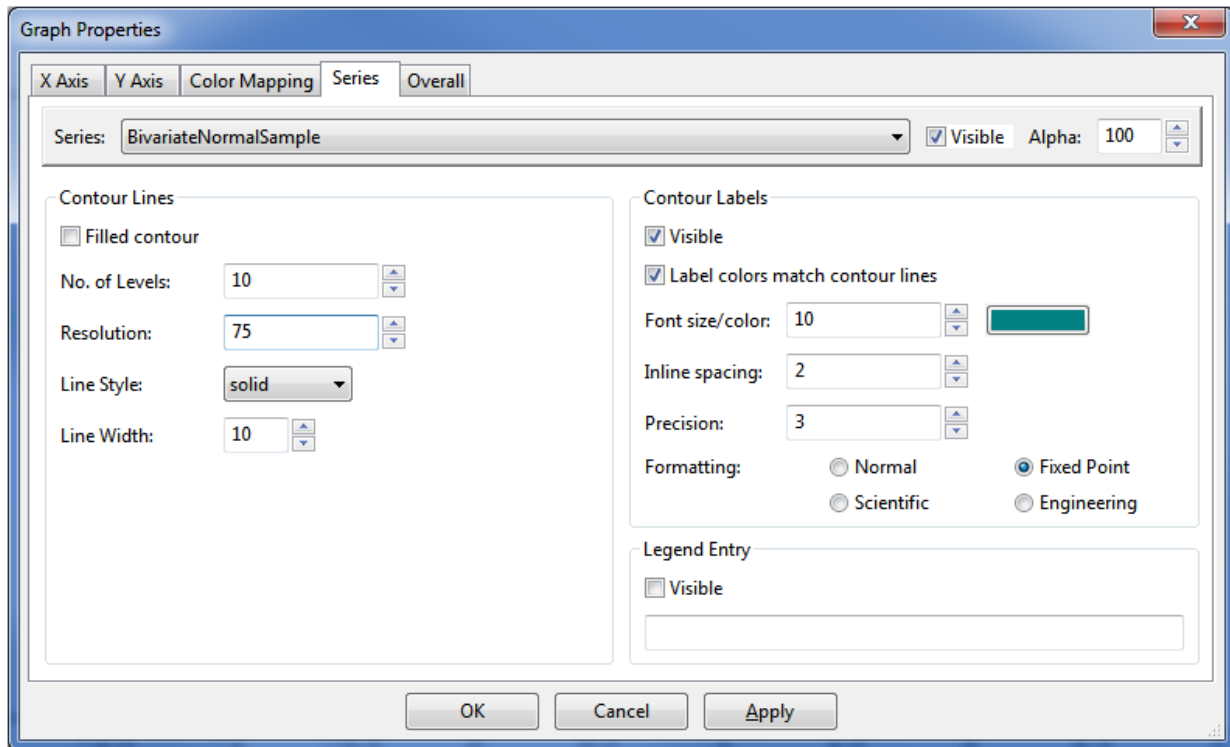 Graph Properties
X Axis Y Axis Color Mapping Series Overall
Series: BivariateNormalSample Visible Alpha: 100
Contour Lines
Filled contour
No. of Levels: 10
Resolution: 75
Line Style: solid
Line Width: 10
Contour Labels
Visible
Label colors match contour lines
Font size/color: 10
Inline spacing: 2
Precision: 3
Formatting: Normal Fixed Point
Scientific Engineering
Legend Entry
Visible
OK Cancel Apply